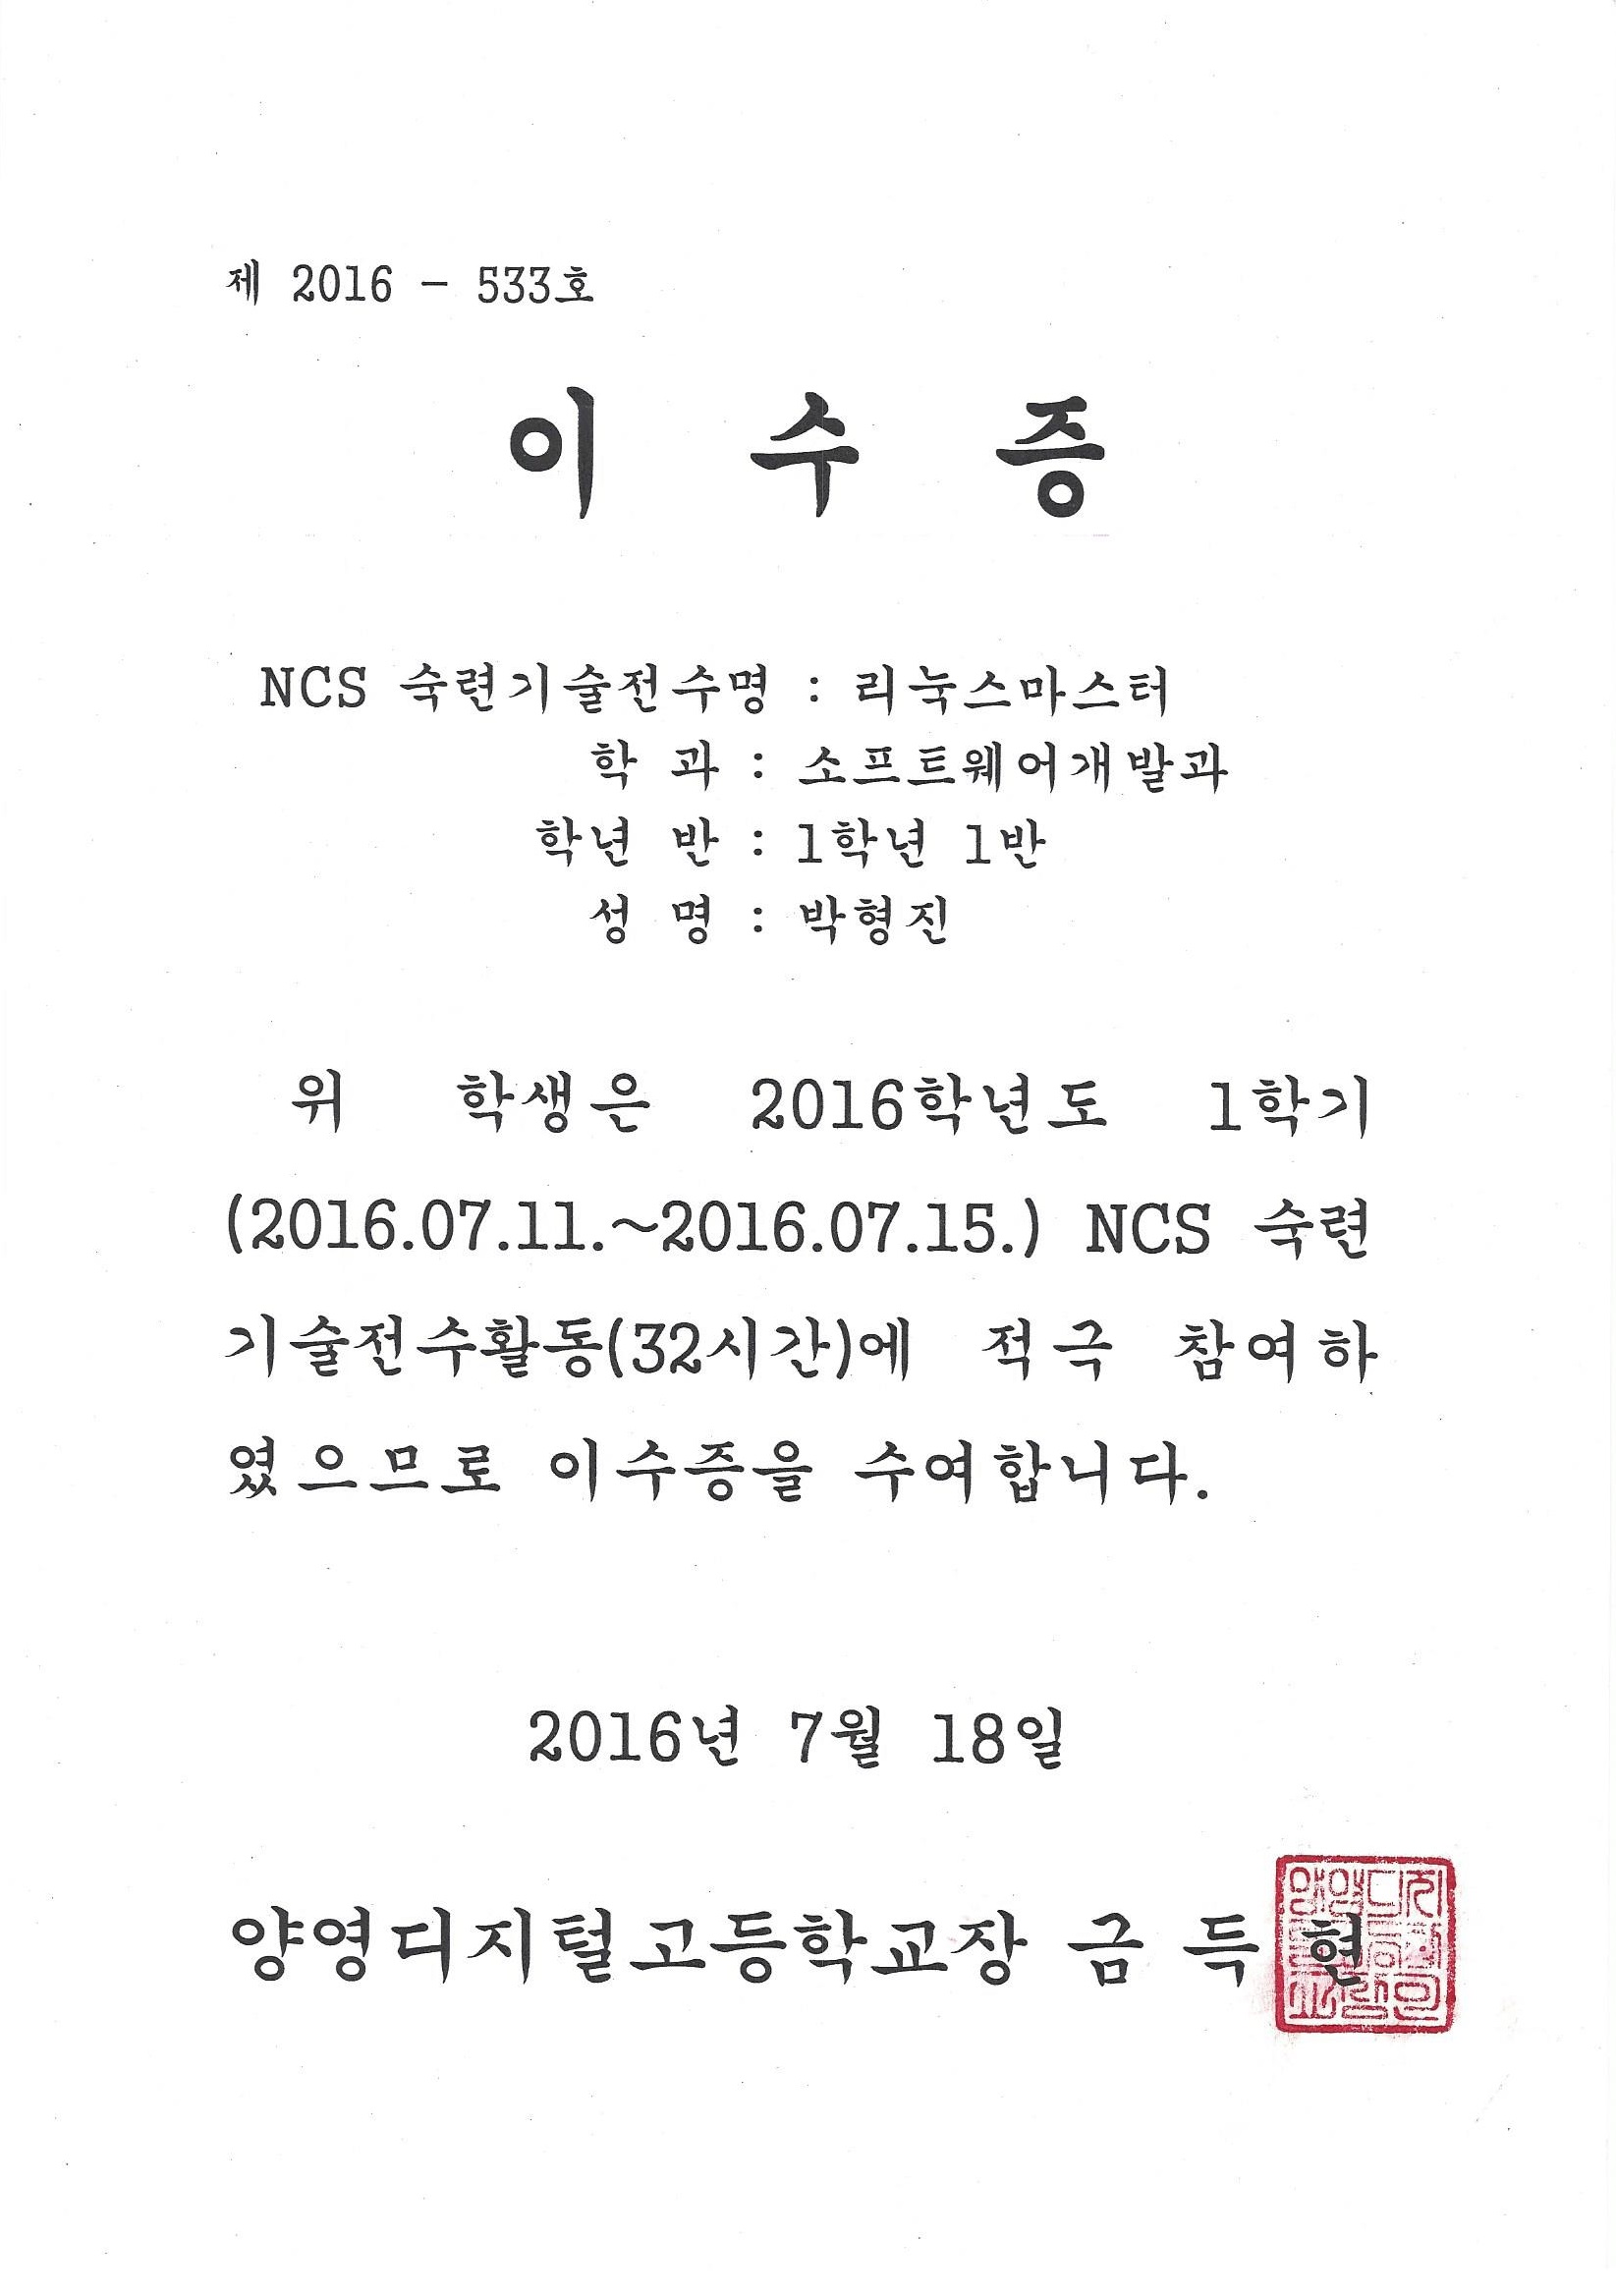 제 2016 - 533호
이 수 증
NCS 숙련기술전수명 : 리눅스마스터
학 과 : 소프트웨어개발과
학년 반 : 1학년 1반
성 명 : 박형진
위 학생은 2016학년도 1학기
(2016.07.11.~2016.07.15.) NCS 숙련
기술전수활동(32시간)에 적극 참여하
였으므로 이수증을 수여합니다.
2016년 7월 18일
양영디지털고등학교장 금 득 현